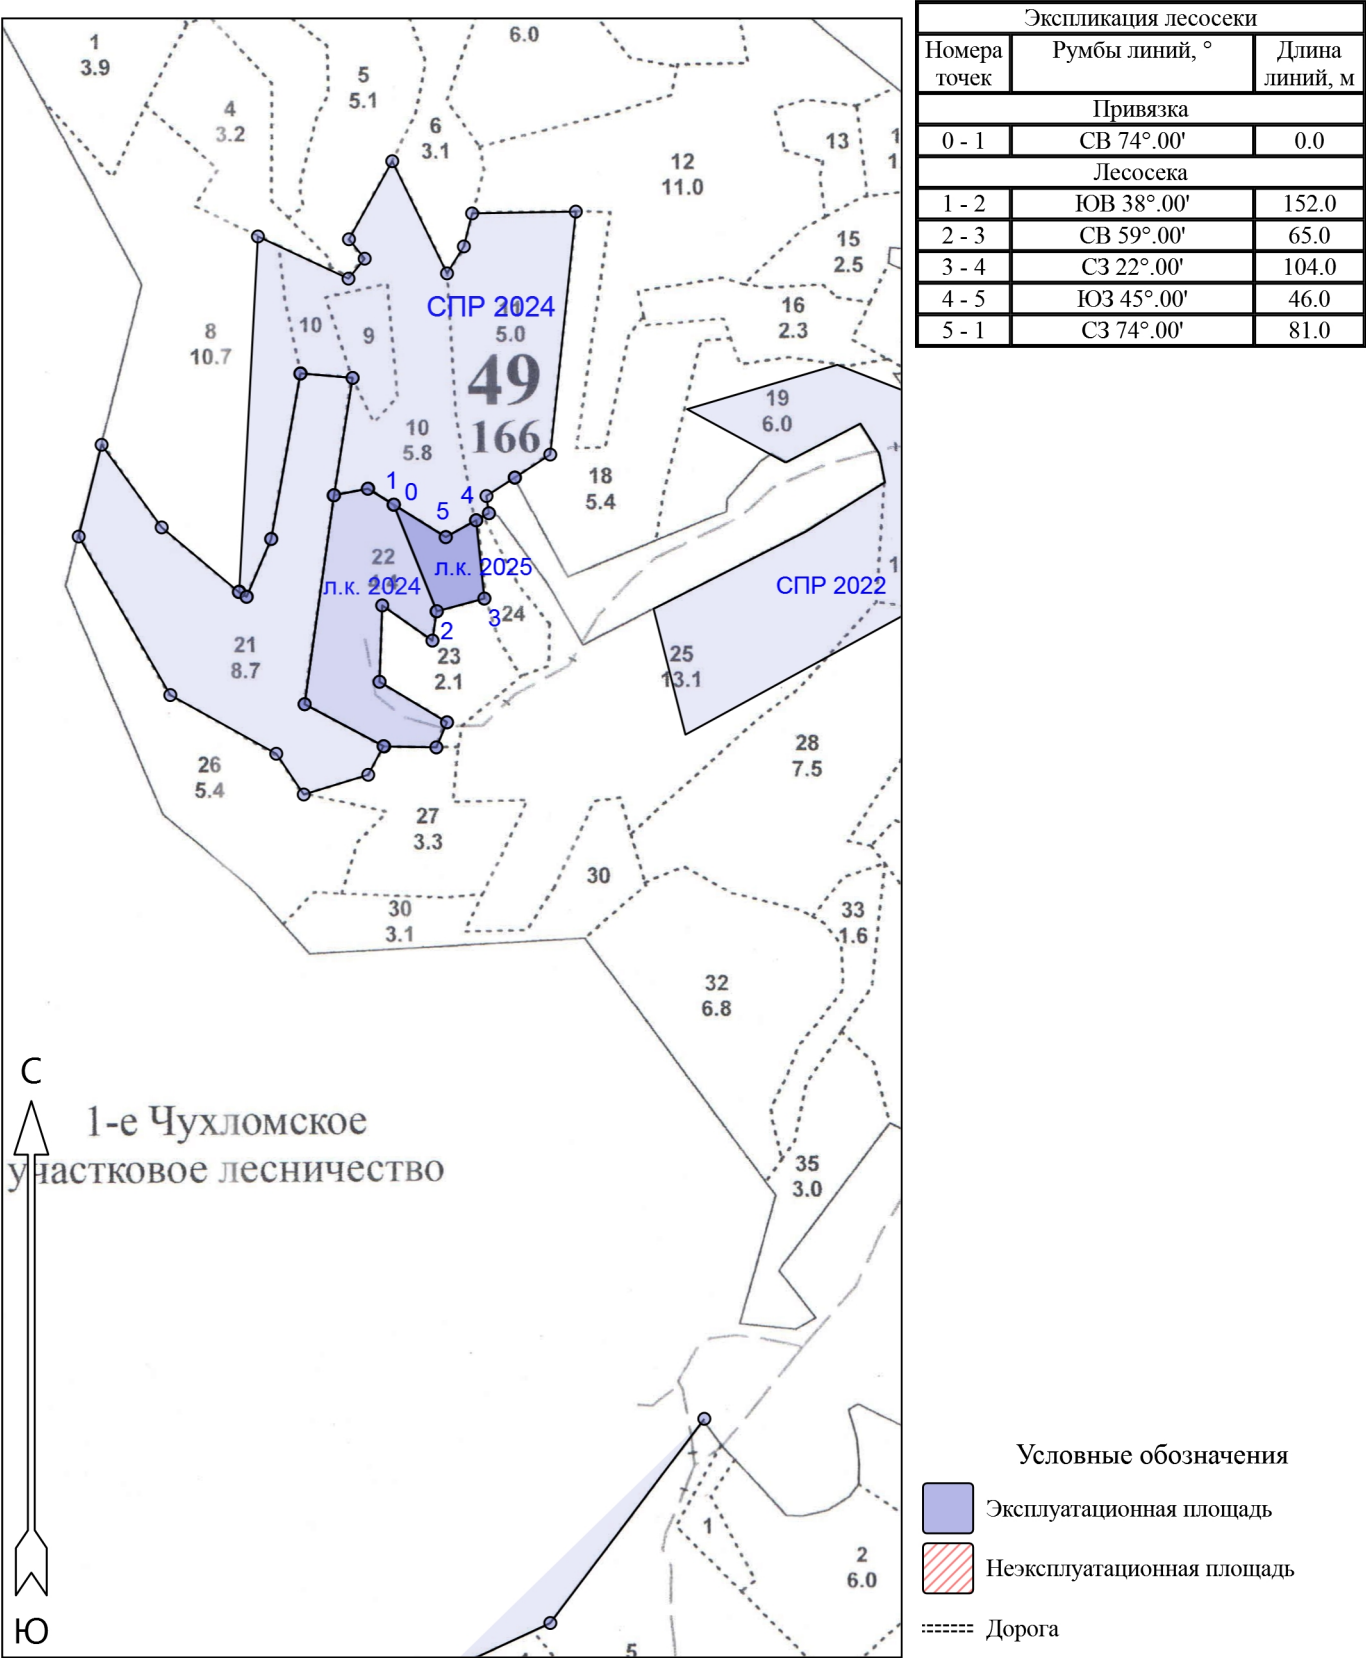 1
3.9
4
3.2
5
5.1
6
3.1
6.0
12
11.0
13
15
2.5
16
2.3
8
10.7
10
9
СПР 2024
5.0
49
166
10
5.8
19
6.0
18
5.4
1
0
5
4
22
л.к. 2024
л.к. 2025
СПР 2022
3
24
2
21
8.7
23
2.1
25
13.1
26
5.4
28
7.5
27
3.3
30
30
3.1
33
1.6
32
6.8
35
3.0
С
1-е Чухломское
участковое лесничество
Ю
1
2
6.0
5
Экспликация лесосеки
Номера точек Румбы линий, ° Длина линий, м
Привязка
0 - 1 СВ 74°.00' 0.0
Лесосека
1 - 2 ЮВ 38°.00' 152.0
2 - 3 СВ 59°.00' 65.0
3 - 4 СЗ 22°.00' 104.0
4 - 5 ЮЗ 45°.00' 46.0
5 - 1 СЗ 74°.00' 81.0
Условные обозначения
Эксплуатационная площадь
Неэксплуатационная площадь
Дорога